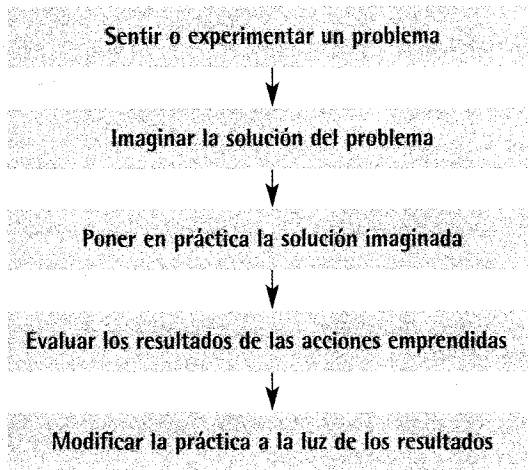 Sentir o experimentar un problema
Imaginar la solución del problema
Poner en práctica la solución imaginada
Evaluar los resultados de las acciones emprendidas
Modificar la práctica a la luz de los resultados